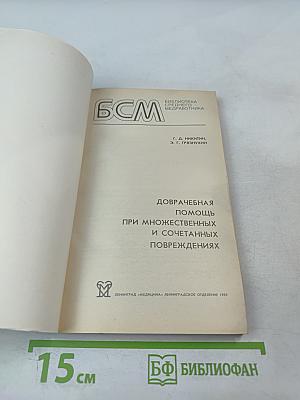 БСМ
БИБЛИОТЕКА
СРЕДНЕГО
МЕДРАБОТНИКА
Г. Д. НИКИТИН,
Э. Г. ГРЯЗНУХИН
ДОВРАЧЕБНАЯ
ПОМОЩЬ
ПРИ МНОЖЕСТВЕННЫХ
И СОЧЕТАННЫХ
ПОВРЕЖДЕНИЯХ
ЛЕНИНГРАД «МЕДИЦИНА» ЛЕНИНГРАДСКОЕ ОТДЕЛЕНИЕ
15 см
БФ БИБЛИОФАН